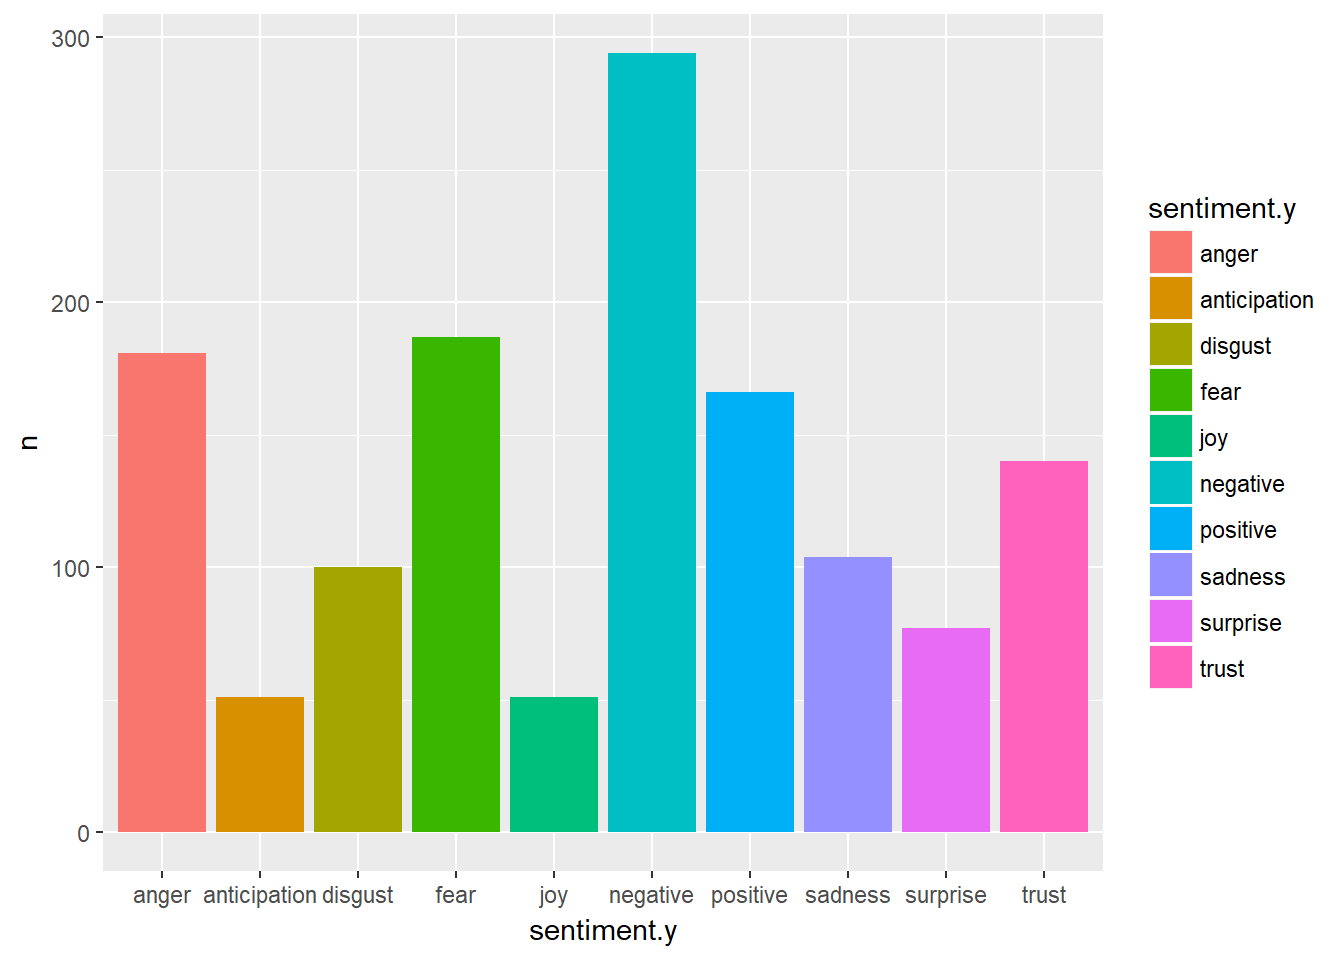 300
200
100
0
n
anger anticipation disgust fear joy negative positive sadness surprise trust
sentiment.y
sentiment.y
anger
anticipation
disgust
fear
joy
negative
positive
sadness
surprise
trust